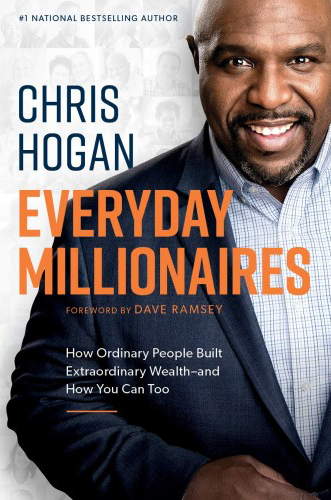 #1 NATIONAL BESTSELLING AUTHOR
CHRIS
HOGAN
EVERYDAY
MILLIONAIRES
FOREWORD BY DAVE RAMSEY
How Ordinary People Built
Extraordinary Wealth–and
How You Can Too